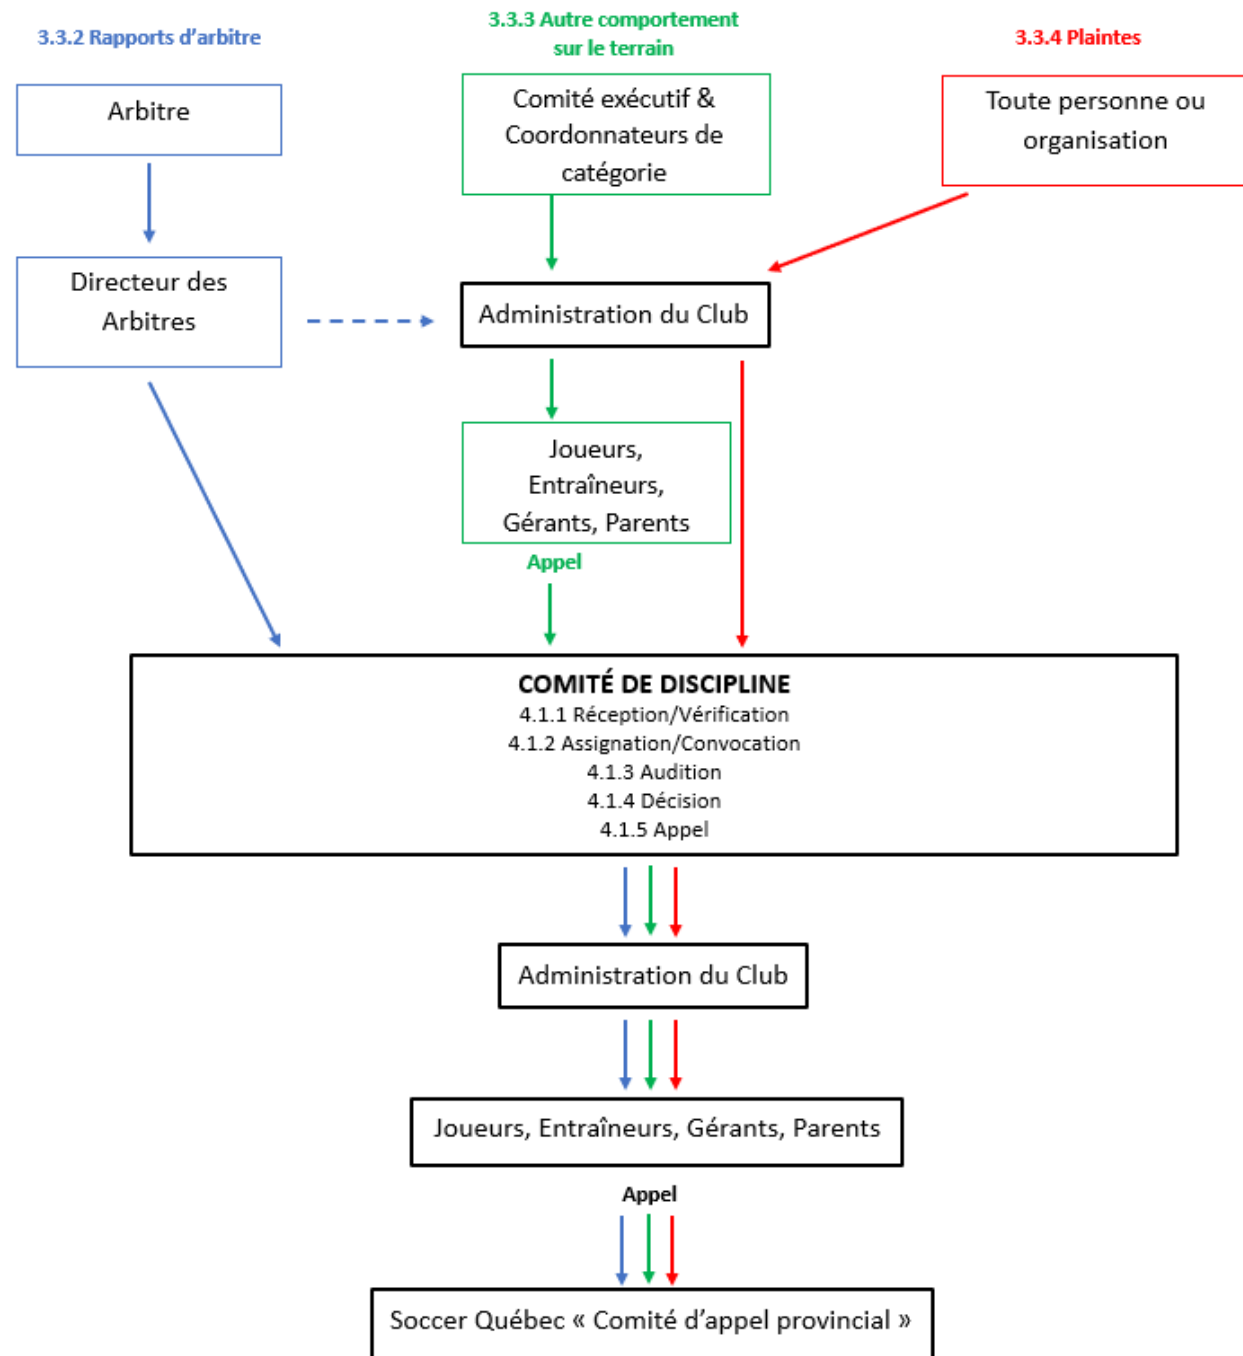 3.3.2 Rapports d’arbitre
3.3.3 Autre comportement
sur le terrain
3.3.4 Plaintes
Arbitre
Comité exécutif &
Coordonnateurs de
catégorie
Toute personne ou
organisation
Directeur des
Arbitres
Administration du Club
Joueurs,
Entraîneurs,
Gérants, Parents
Appel
COMITÉ DE DISCIPLINE
4.1.1 Réception/Vérification
4.1.2 Assignation/Convocation
4.1.3 Audition
4.1.4 Décision
4.1.5 Appel
Administration du Club
Joueurs, Entraîneurs, Gérants, Parents
Appel
Soccer Québec « Comité d’appel provincial »